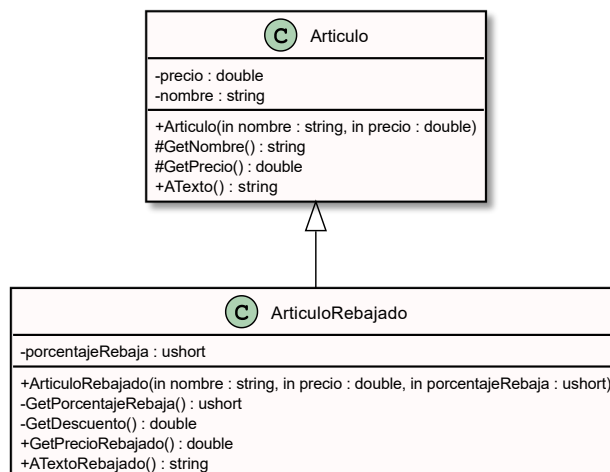 C Articulo
-precio : double
-nombre : string
+Articulo(in nombre : string, in precio : double)
#GetNombre() : string
#GetPrecio() : double
+ATexto() : string
C ArticuloRebajado
-porcentajeRebaja : ushort
+ArticuloRebajado(in nombre : string, in precio : double, in porcentajeRebaja : ushort)
-GetPorcentajeRebaja() : ushort
-GetDescuento() : double
+GetPrecioRebajado() : double
+ATextoRebajado() : string